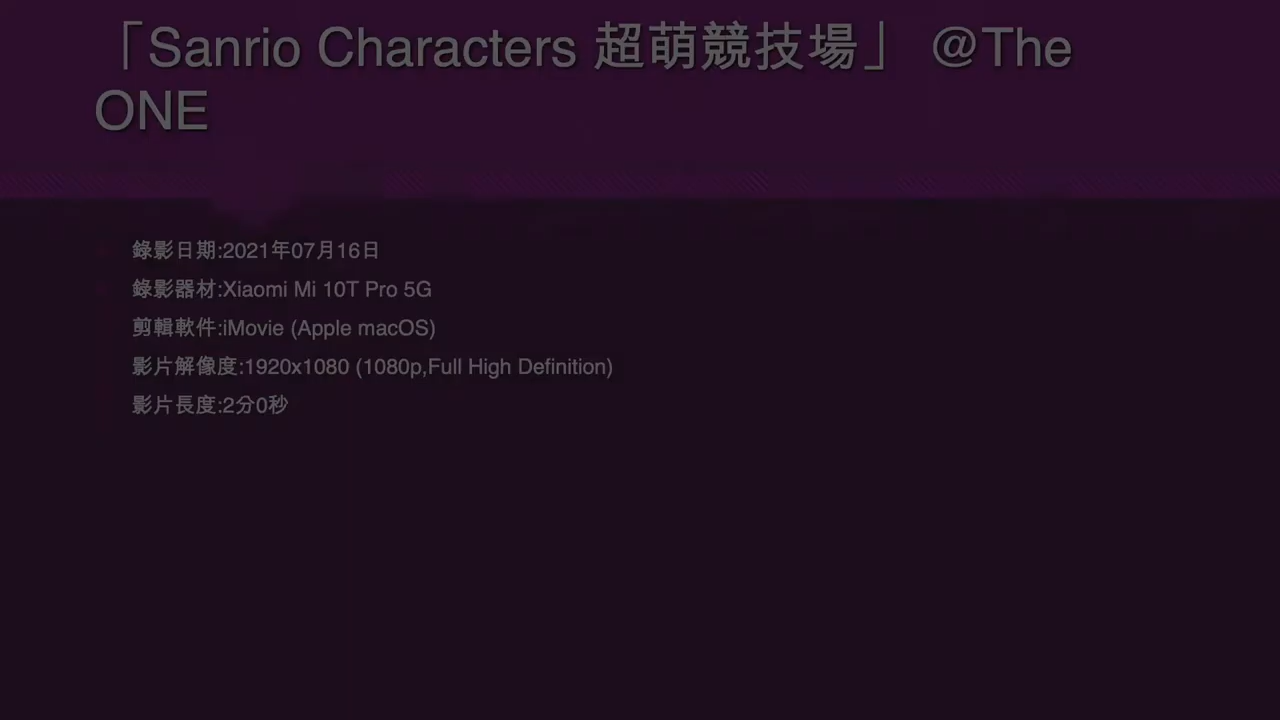 「Sanrio Characters 超萌競技場」 @The
ONE
錄影日期:2021年07月16日
錄影器材:Xiaomi Mi 10T Pro 5G
剪輯軟件:iMovie (Apple macOS)
影片解像度:1920x1080 (1080p,Full High Definition)
影片長度:2分0秒